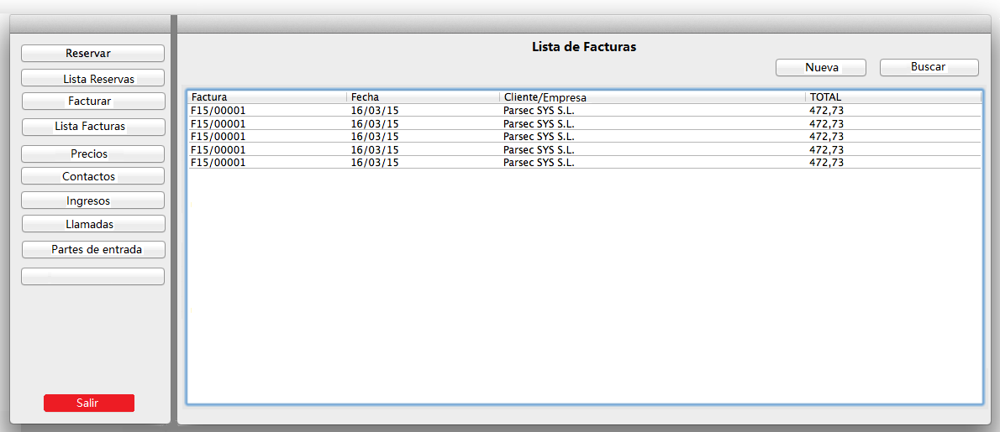 Reservar
Lista Reservas
Facturar
Lista Facturas
Precios
Contactos
Ingresos
Llamadas
Partes de entrada
Salir
Lista de Facturas
Nueva Buscar
Factura Fecha Cliente/Empresa TOTAL
F15/00001 16/03/15 Parsec SYS S.L. 472,73
F15/00001 16/03/15 Parsec SYS S.L. 472,73
F15/00001 16/03/15 Parsec SYS S.L. 472,73
F15/00001 16/03/15 Parsec SYS S.L. 472,73
F15/00001 16/03/15 Parsec SYS S.L. 472,73